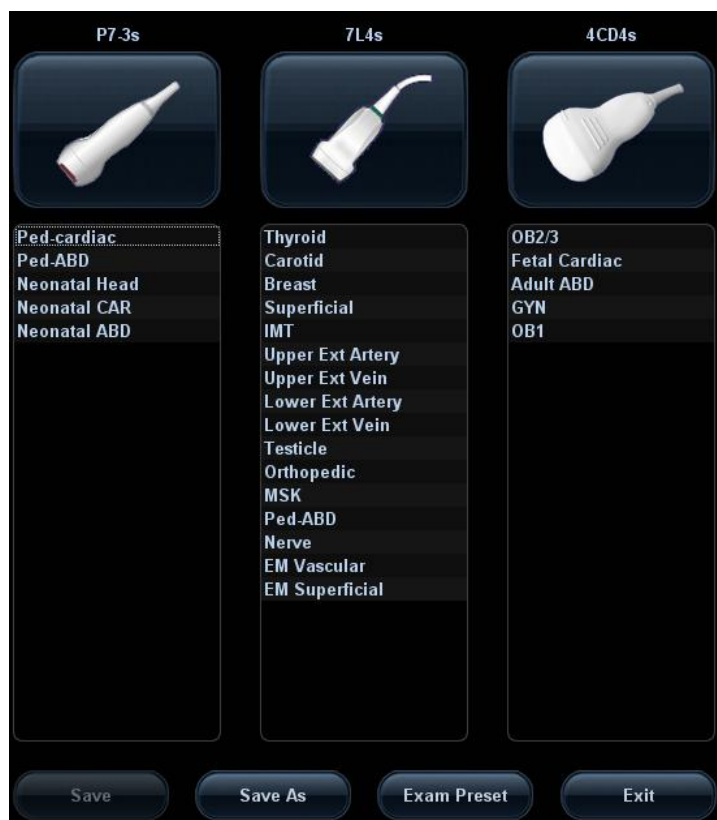 P7-3s
7L4s
4CD4s
Ped-cardiac
Ped-ABD
Neonatal Head
Neonatal CAR
Neonatal ABD
Thyroid
Carotid
Breast
Superficial
IMT
Upper Ext Artery
Upper Ext Vein
Lower Ext Artery
Lower Ext Vein
Testicle
Orthopedic
MSK
Ped-ABD
Nerve
EM Vascular
EM Superficial
OB2/3
Fetal Cardiac
Adult ABD
GYN
OB1
Save
Save As
Exam Preset
Exit